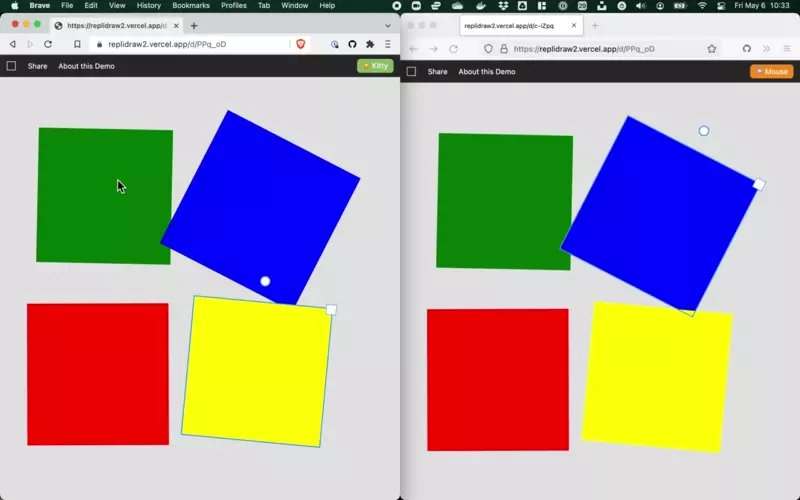 Brave File Edit View History Bookmarks Profiles Tab Window Help
Fri May 6 10:33
https://replidraw2.vercel.app/d
replidraw2.vercel.app/d/c-iZpq
replidraw2.vercel.app/d/PPq_oD
https://replidraw2.vercel.app/d/PPq_oD
Share About this Demo
Kitty
Share About this Demo
Mouse